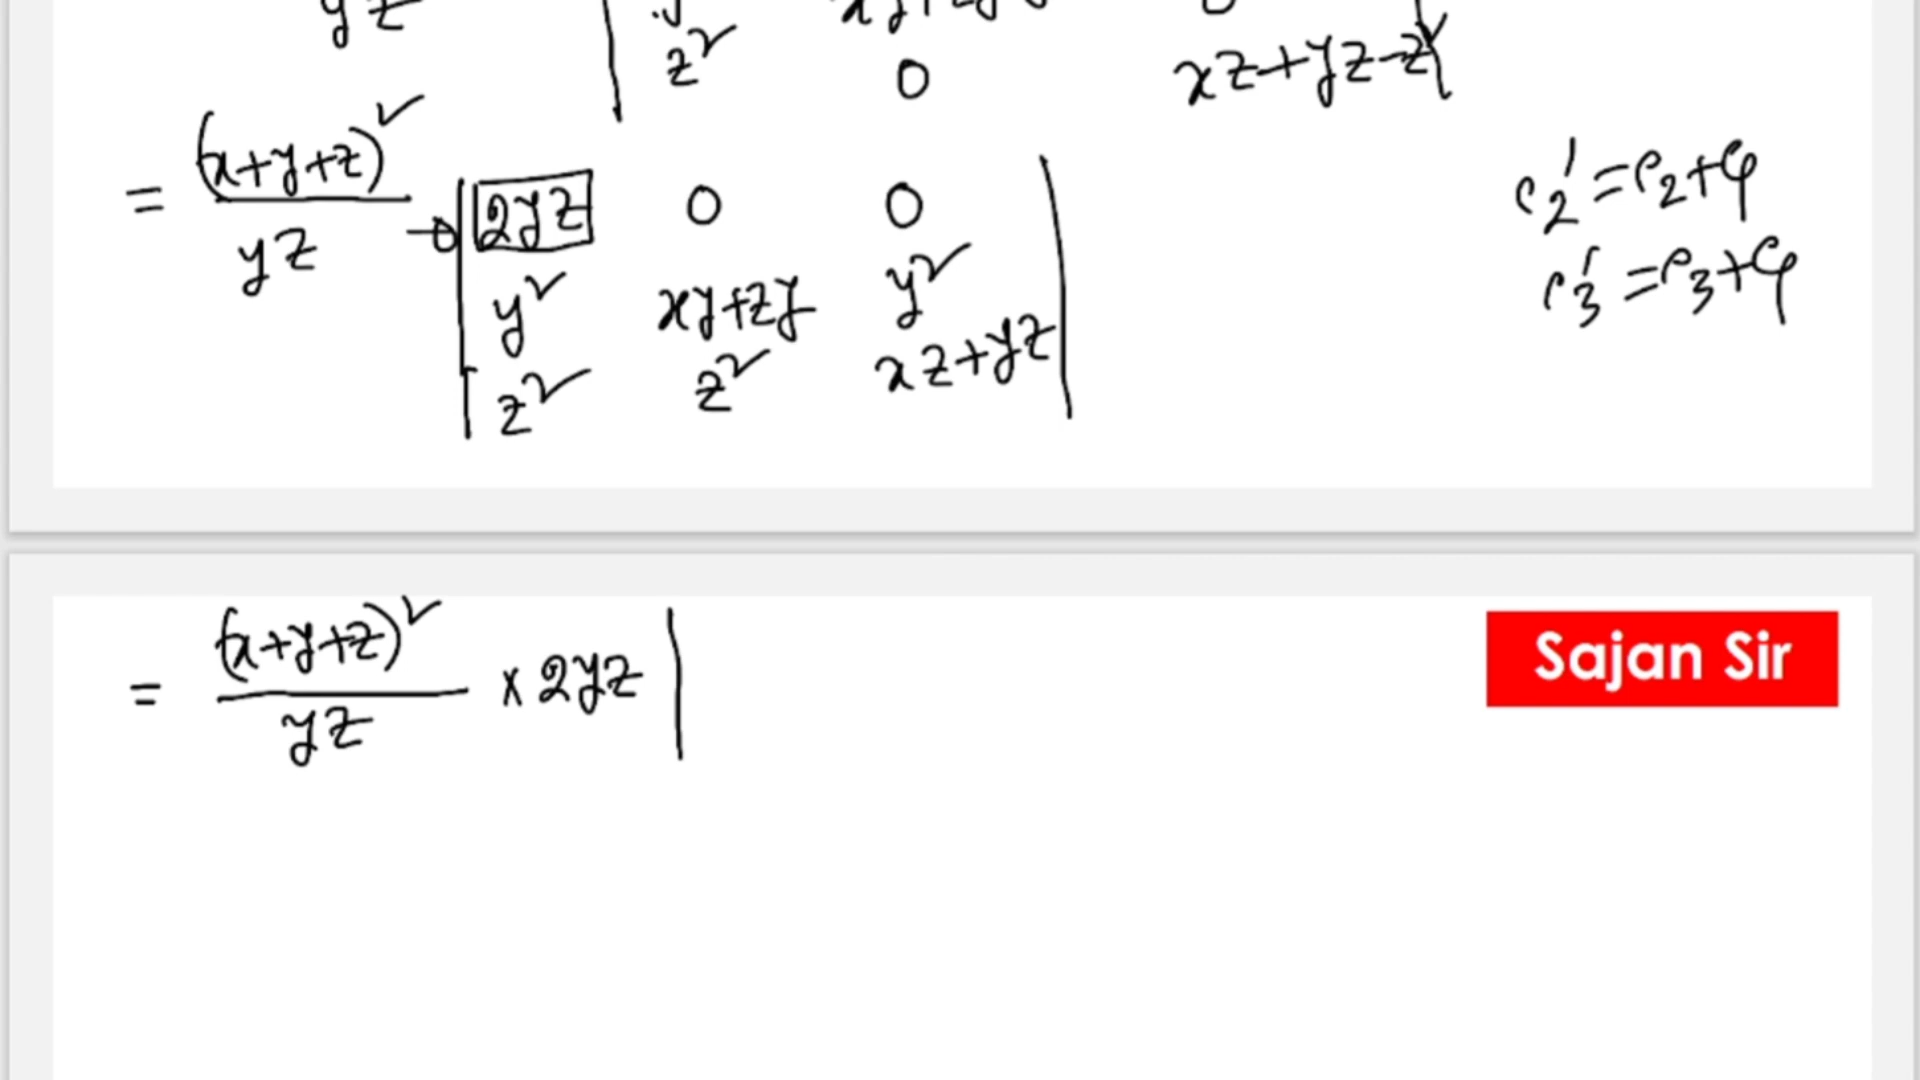 yz
z² 0 xz+yz-z²
= (x+y+z)² / yz | 2yz 0 0 | c₂' = c₂+c₁
y² xy+zy y² c₃' = c₃+c₁
z² z² xz+yz
= (x+y+z)² / yz × 2yz |
Sajan Sir